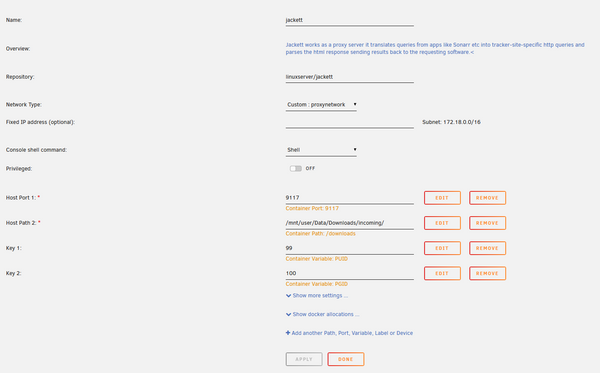 Name:
jackett
Overview:
Jackett works as a proxy server it translates queries from apps like Sonarr etc into tracker-site-specific http queries and
parses the html response sending results back to the requesting software.<
Repository:
linuxserver/jackett
Network Type:
Custom : proxynetwork
Fixed IP address (optional):
Subnet: 172.18.0.0/16
Console shell command:
Shell
Privileged:
OFF
Host Port 1: *
9117
EDIT
REMOVE
Container Port: 9117
Host Path 2: *
/mnt/user/Data/Downloads/incoming/
EDIT
REMOVE
Container Path: /downloads
Key 1:
99
EDIT
REMOVE
Container Variable: PUID
Key 2:
100
EDIT
REMOVE
Container Variable: PGID
Show more settings ...
Show docker allocations ...
Add another Path, Port, Variable, Label or Device
APPLY
DONE